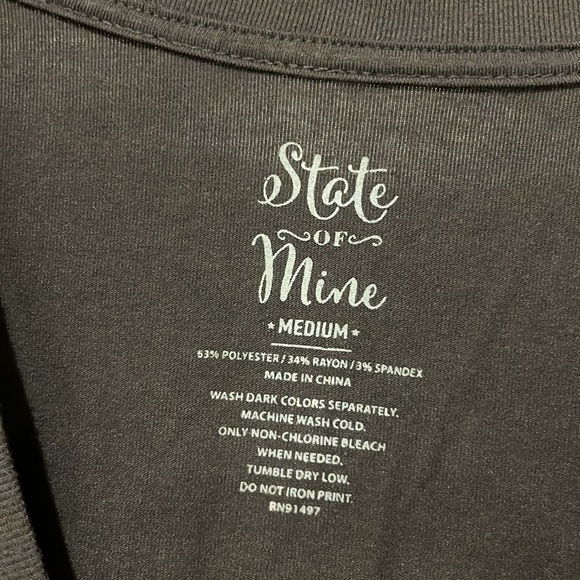 State
OF
Mine
* MEDIUM *
63% POLYESTER / 34% RAYON / 3% SPANDEX
MADE IN CHINA
WASH DARK COLORS SEPARATELY.
MACHINE WASH COLD.
ONLY NON-CHLORINE BLEACH
WHEN NEEDED.
TUMBLE DRY LOW.
DO NOT IRON PRINT.
RN91497